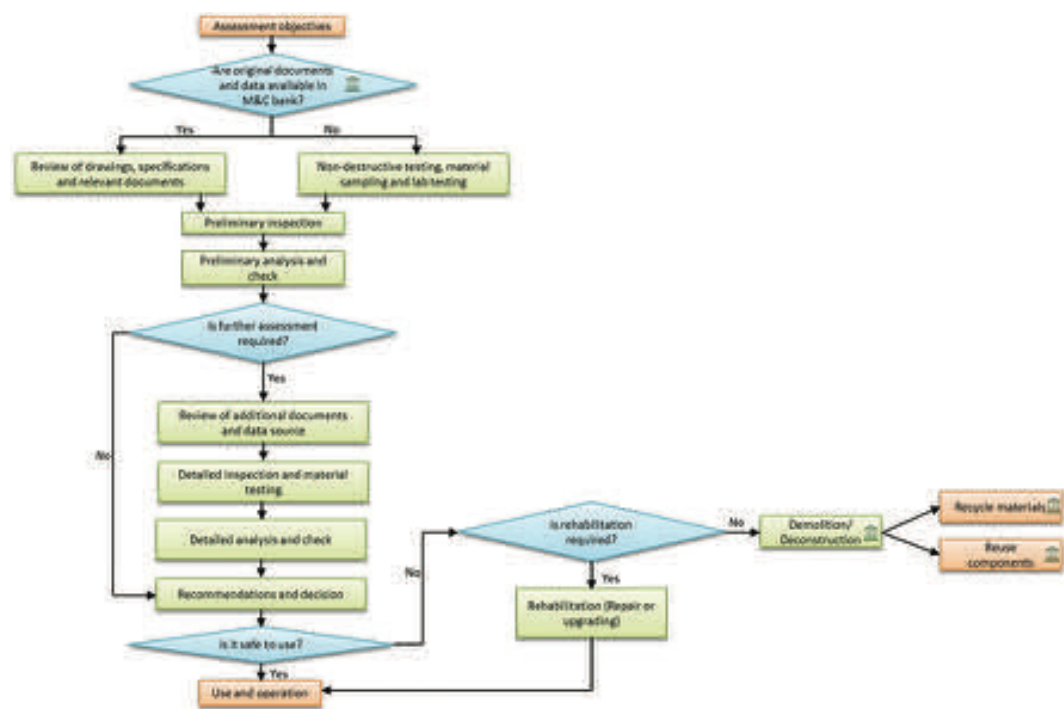 Assessment objectives
Are original documents
and data available in
M&C bank?
Yes
No
Review of drawings, specifications
and relevant documents
Non-destructive testing, material
sampling and lab testing
Preliminary inspection
Preliminary analysis and
check
Is further assessment
required?
Yes
No
Review of additional documents
and data source
Detailed inspection and material
testing
Detailed analysis and check
Recommendations and decision
Is it safe to use?
No
Yes
Use and operation
Is rehabilitation
required?
Yes
Rehabilitation (Repair or
upgrading)
No
Demolition/
Deconstruction
Recycle materials
Reuse
components